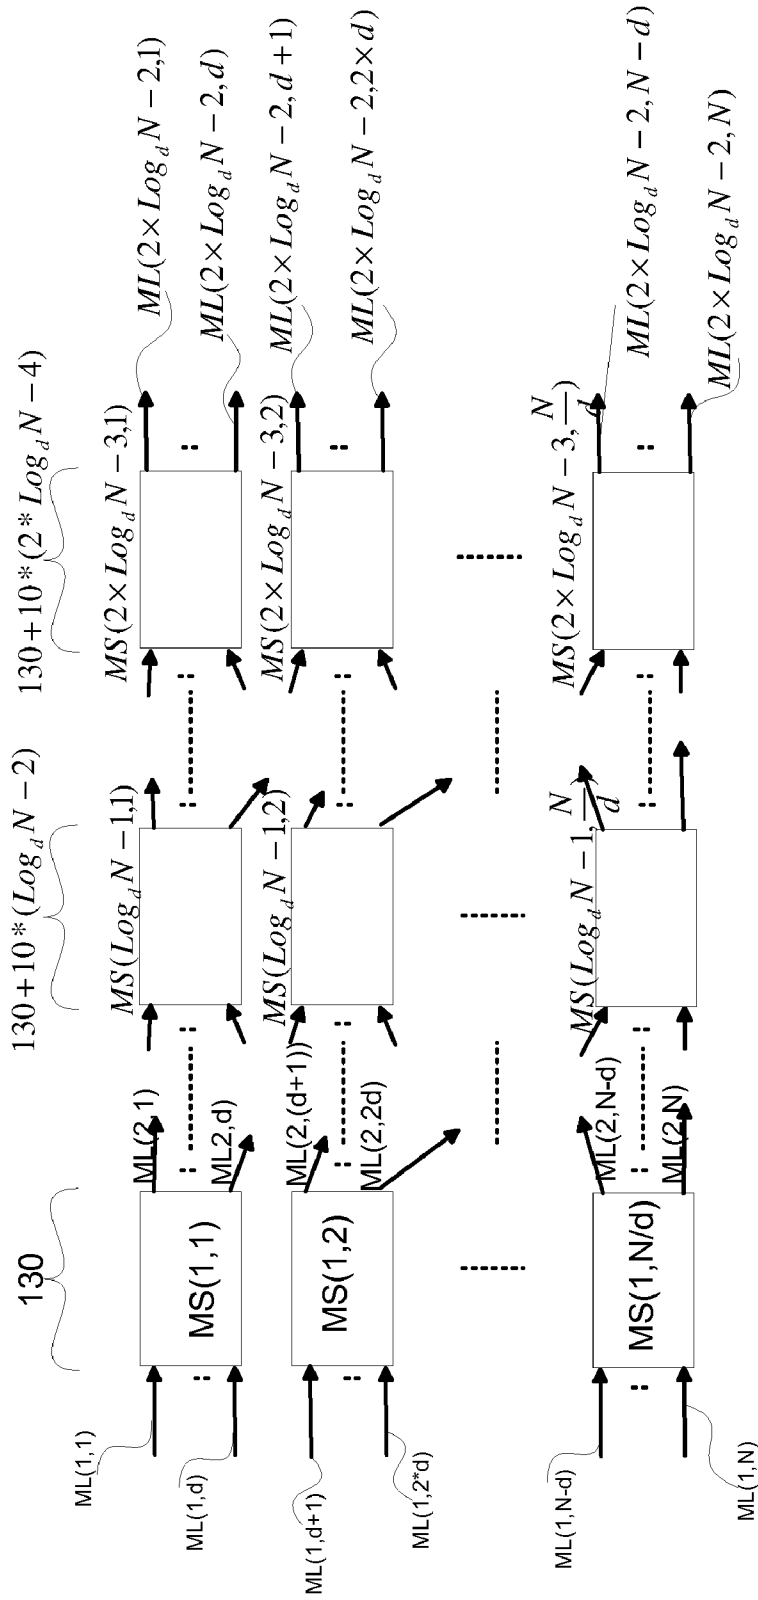 130
130+10*(Log_d N−2)
130+10*(2*Log_d N−4)
ML(1,1)
ML(1,d)
MS(1,1)
ML(2,1)
ML2,d)
MS(Log_d N−1,1)
MS(2×Log_d N−3,1)
ML(2×Log_d N−2,1)
ML(2×Log_d N−2,d)
ML(1,d+1)
ML(1,2*d)
MS(1,2)
ML(2,(d+1))
ML(2,2d)
MS(Log_d N−1,2)
MS(2×Log_d N−3,2)
ML(2×Log_d N−2,d+1)
ML(2×Log_d N−2,2×d)
ML(1,N-d)
ML(1,N)
MS(1,N/d)
ML(2,N-d)
ML(2,N)
MS(Log_d N−1,N/d)
MS(2×Log_d N−3,N/d)
ML(2×Log_d N−2,N−d)
ML(2×Log_d N−2,N)